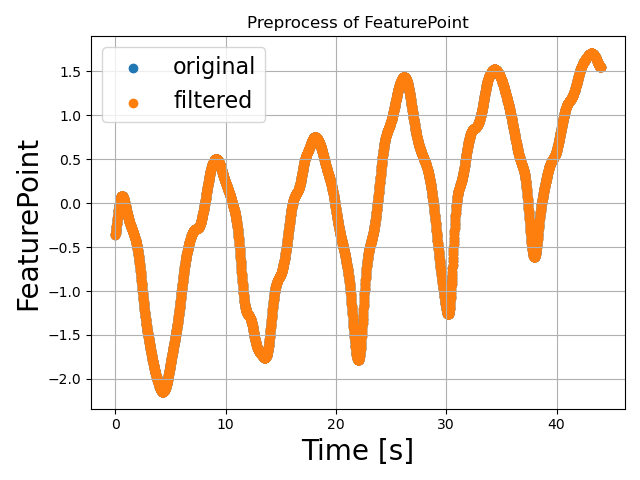 Preprocess of FeaturePoint
original
filtered
FeaturePoint
1.5
1.0
0.5
0.0
−0.5
−1.0
−1.5
−2.0
0 10 20 30 40
Time [s]